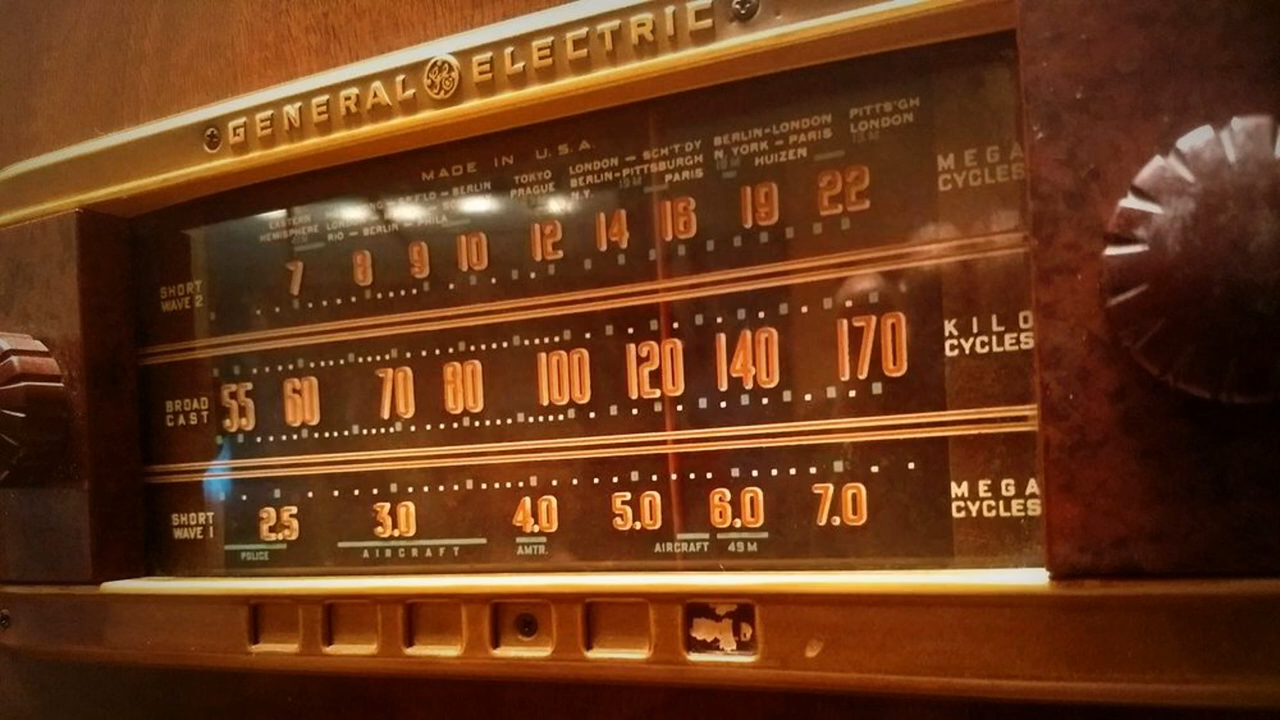 GENERAL GE ELECTRIC
MADE IN U.S.A.
PITTS'GH
LONDON
BERLIN-LONDON
N. YORK - PARIS
HUIZEN
LONDON - SCH'T'DY
BERLIN-PITTSBURGH
N.Y. PARIS
TOKYO
PRAGUE
- BERLIN
RIO - BERLIN - PHILA
EASTERN
HEMISPHERE
SHORT
WAVE 2
7 8 9 10 12 14 16 19 22
MEGA
CYCLES
BROAD
CAST
55 60 70 80 100 120 140 170
KILO
CYCLES
SHORT
WAVE 1
2.5 3.0 4.0 5.0 6.0 7.0
MEGA
CYCLES
POLICE AIRCRAFT AMTR. AIRCRAFT 49M